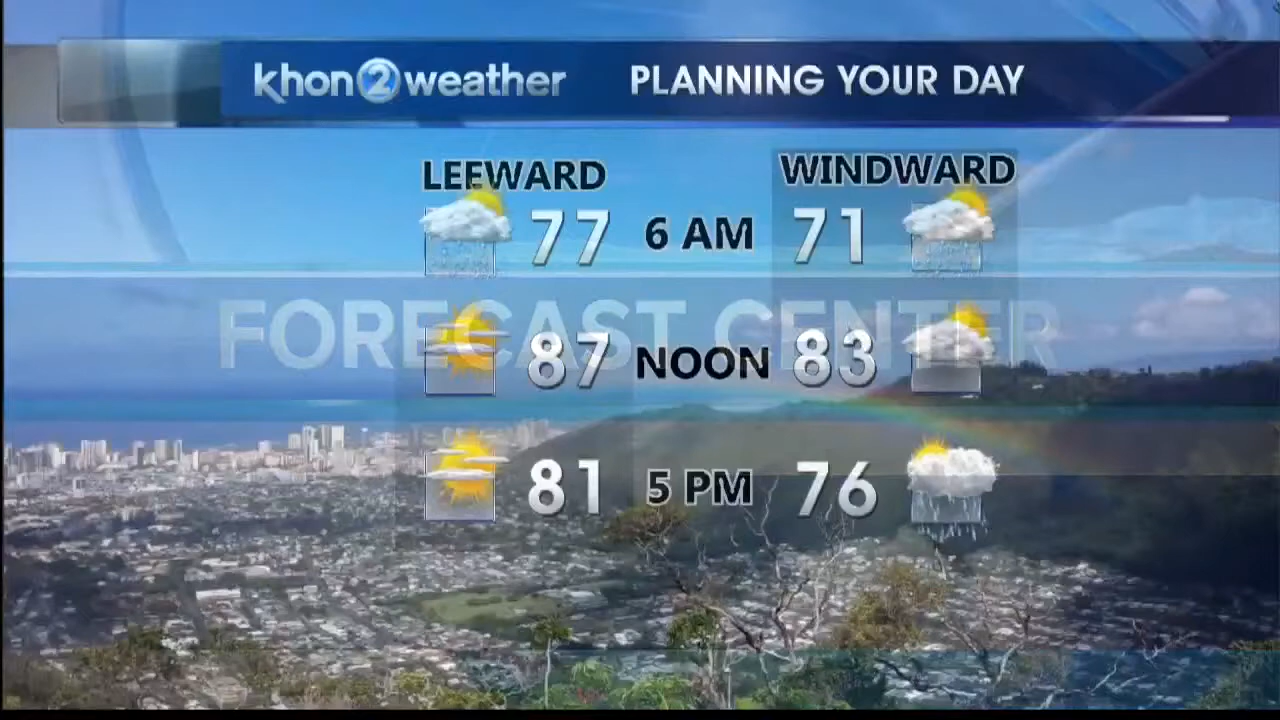 khon2weather PLANNING YOUR DAY
LEEWARD WINDWARD
77 6 AM 71
FORECAST CENTER
87 NOON 83
81 5 PM 76